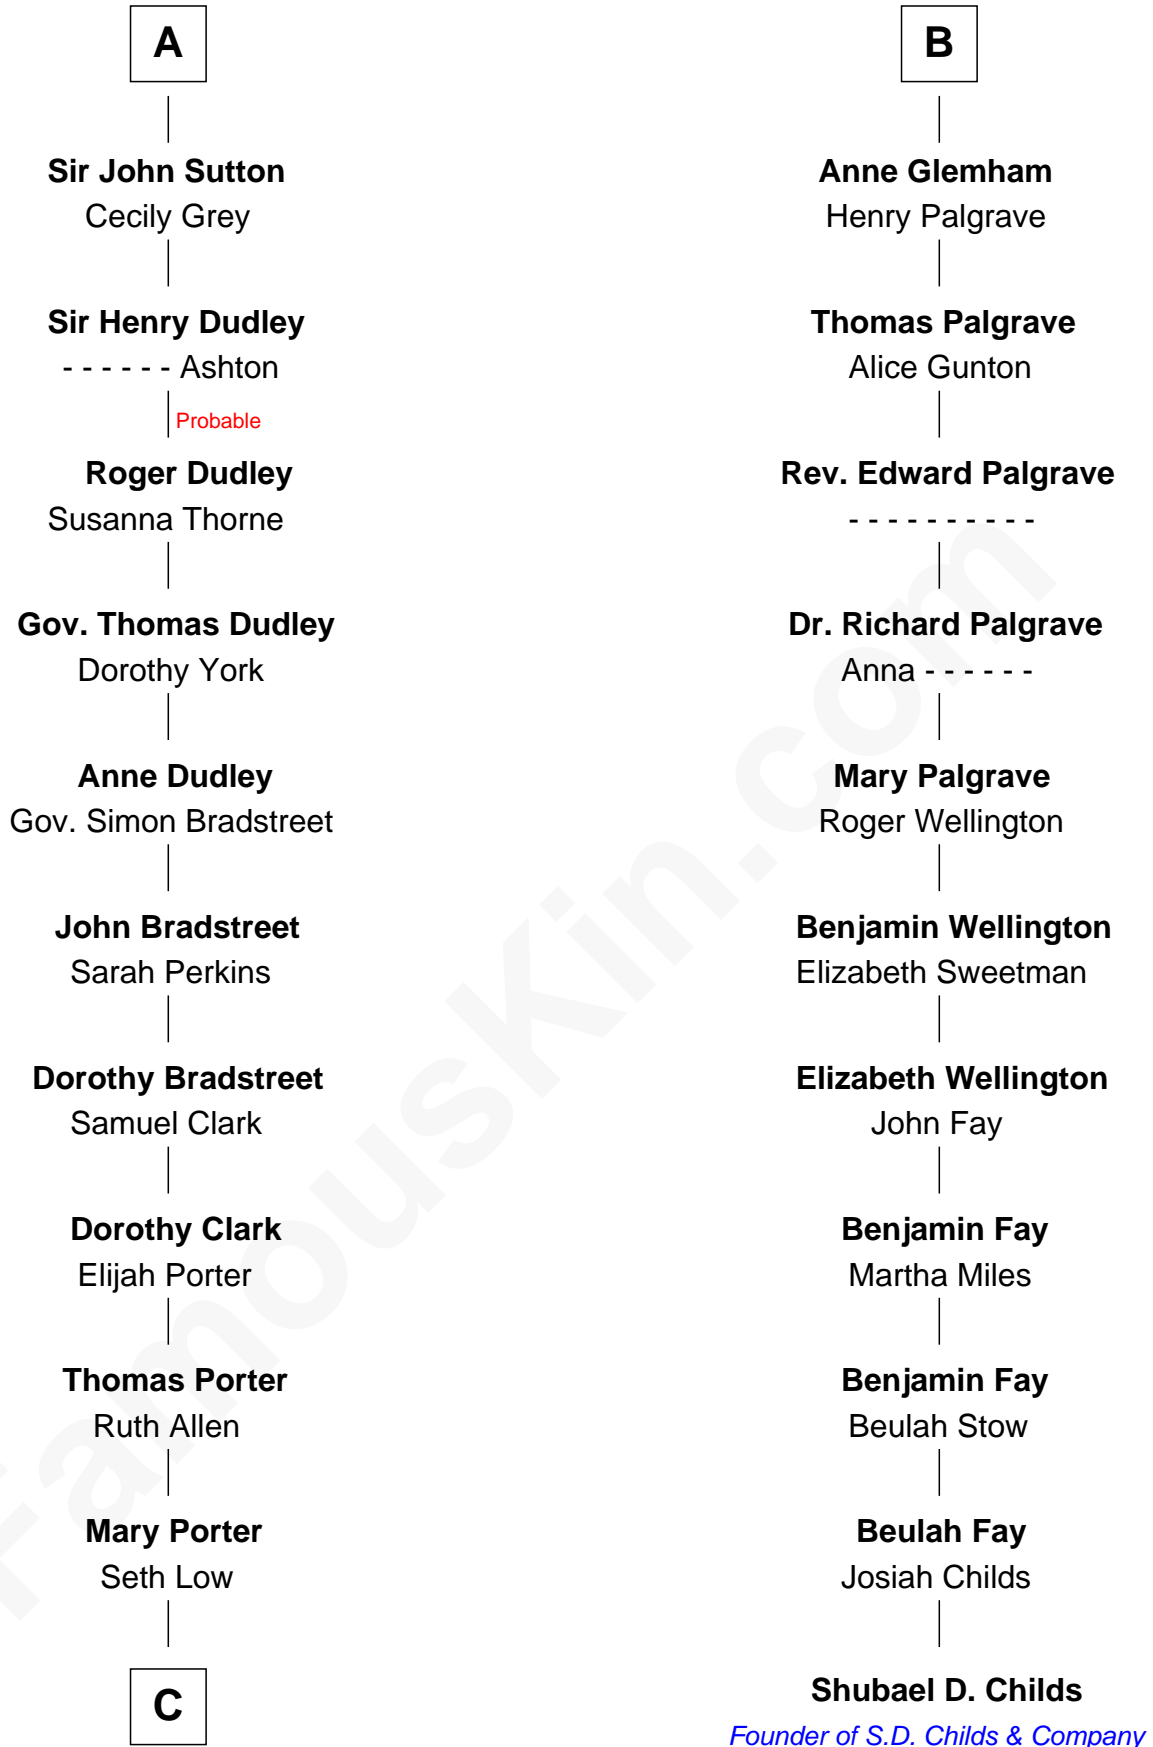 A
Sir John Sutton
Cecily Grey
Sir Henry Dudley
- - - - - - Ashton
Probable
Roger Dudley
Susanna Thorne
Gov. Thomas Dudley
Dorothy York
Anne Dudley
Gov. Simon Bradstreet
John Bradstreet
Sarah Perkins
Dorothy Bradstreet
Samuel Clark
Dorothy Clark
Elijah Porter
Thomas Porter
Ruth Allen
Mary Porter
Seth Low
C
B
Anne Glemham
Henry Palgrave
Thomas Palgrave
Alice Gunton
Rev. Edward Palgrave
- - - - - - - - - -
Dr. Richard Palgrave
Anna - - - - - -
Mary Palgrave
Roger Wellington
Benjamin Wellington
Elizabeth Sweetman
Elizabeth Wellington
John Fay
Benjamin Fay
Martha Miles
Benjamin Fay
Beulah Stow
Beulah Fay
Josiah Childs
Shubael D. Childs
Founder of S.D. Childs & Company
FamousKin.com